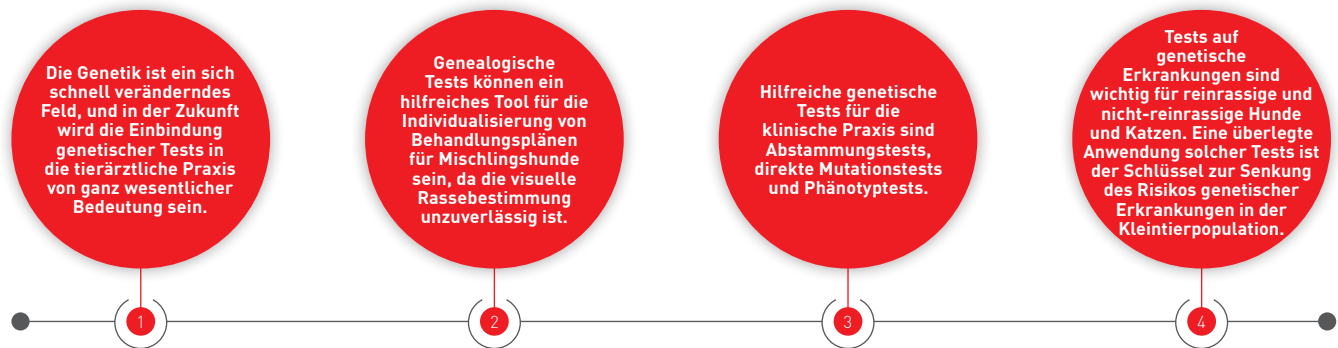 Die Genetik ist ein sich
schnell veränderndes
Feld, und in der Zukunft
wird die Einbindung
genetischer Tests in
die tierärztliche Praxis
von ganz wesentlicher
Bedeutung sein.
1
Genealogische
Tests können ein
hilfreiches Tool für die
Individualisierung von
Behandlungsplänen
für Mischlingshunde
sein, da die visuelle
Rassebestimmung
unzuverlässig ist.
2
Hilfreiche genetische
Tests für die
klinische Praxis sind
Abstammungstests,
direkte Mutationstests
und Phänotyptests.
3
Tests auf
genetische
Erkrankungen sind
wichtig für reinrassige und
nicht-reinrassige Hunde
und Katzen. Eine überlegte
Anwendung solcher Tests ist
der Schlüssel zur Senkung
des Risikos genetischer
Erkrankungen in der
Kleintierpopulation.
4